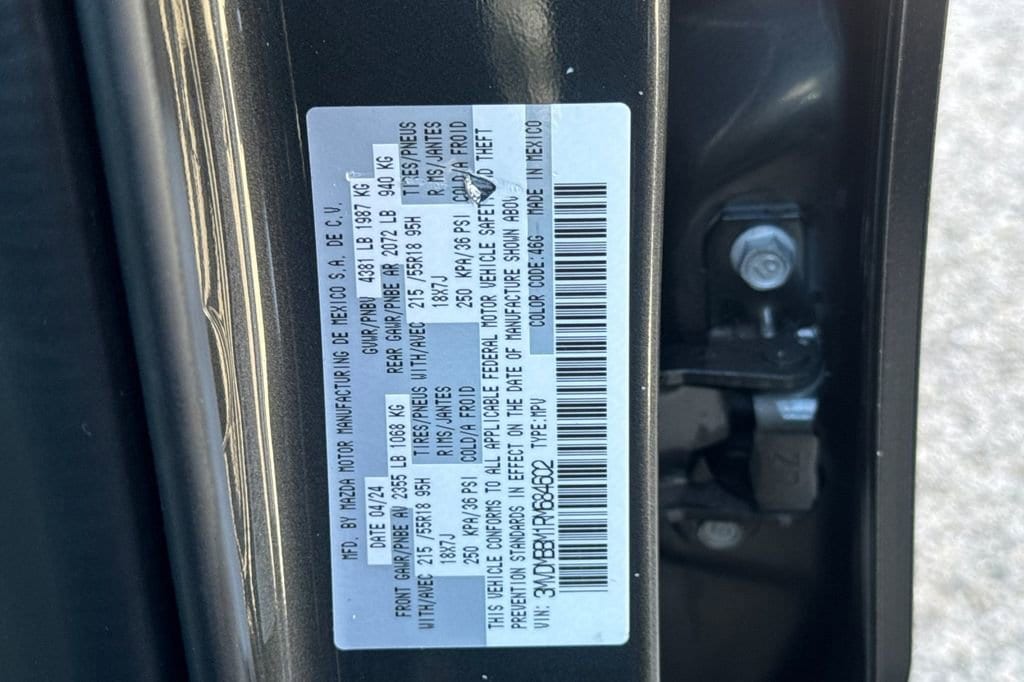 MFD. BY MAZDA MOTOR MANUFACTURING DE MEXICO S.A. DE C.V.
DATE 04/24 GVWR/PNBV 4381 LB 1987 KG
FRONT GAWR/PNBE AV 2355 LB 1068 KG REAR GAWR/PNBE AR 2072 LB 940 KG
WITH/AVEC 215 /55R18 95H TIRES/PNEUS WITH/AVEC 215 /55R18 95H TIRES/PNEUS
18X7J RIMS/JANTES 18X7J RIMS/JANTES
250 KPA/36 PSI COLD/A FROID 250 KPA/36 PSI COLD/A FROID
THIS VEHICLE CONFORMS TO ALL APPLICABLE FEDERAL MOTOR VEHICLE SAFETY THEFT
PREVENTION STANDARDS IN EFFECT ON THE DATE OF MANUFACTURE SHOWN ABOV
VIN: 3MVDMBBM1RM684602 TYPE:MPV COLOR CODE:46G MADE IN MEXICO